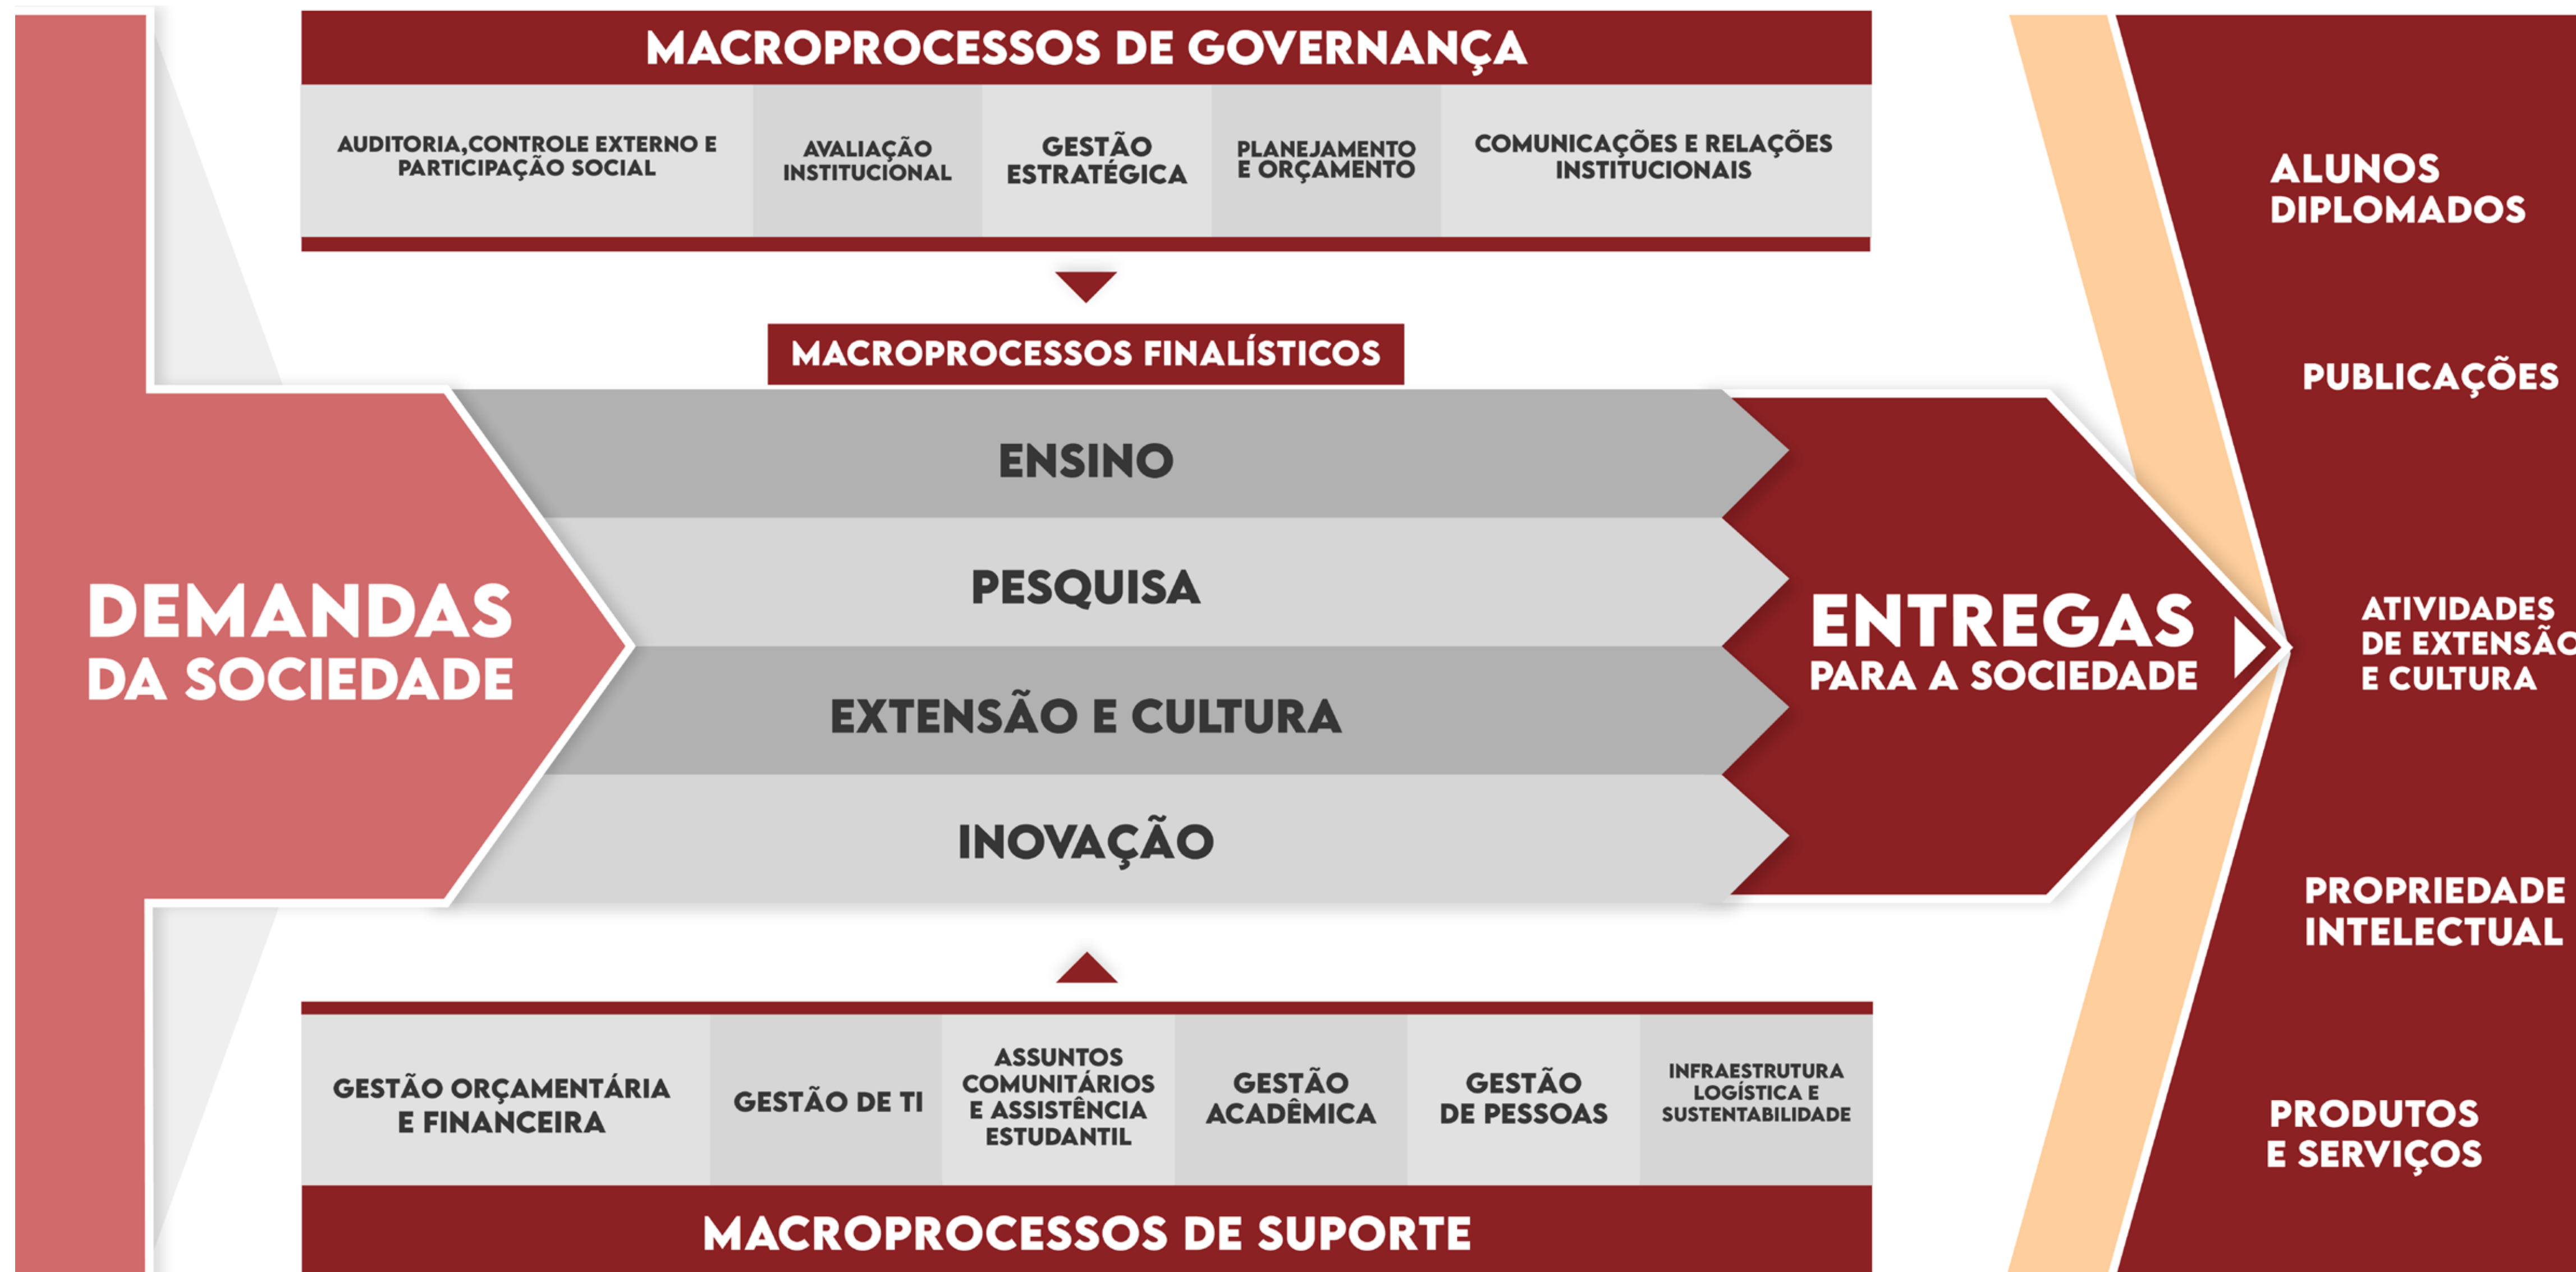 MACROPROCESSOS DE GOVERNANÇA
AUDITORIA,CONTROLE EXTERNO E
PARTICIPAÇÃO SOCIAL
AVALIAÇÃO
INSTITUCIONAL
GESTÃO
ESTRATÉGICA
PLANEJAMENTO
E ORÇAMENTO
COMUNICAÇÕES E RELAÇÕES
INSTITUCIONAIS
MACROPROCESSOS FINALÍSTICOS
DEMANDAS
DA SOCIEDADE
ENSINO
PESQUISA
EXTENSÃO E CULTURA
INOVAÇÃO
ENTREGAS
PARA A SOCIEDADE
ALUNOS
DIPLOMADOS
PUBLICAÇÕES
ATIVIDADES
DE EXTENSÃO
E CULTURA
PROPRIEDADE
INTELECTUAL
PRODUTOS
E SERVIÇOS
GESTÃO ORÇAMENTÁRIA
E FINANCEIRA
GESTÃO DE TI
ASSUNTOS
COMUNITÁRIOS
E ASSISTÊNCIA
ESTUDANTIL
GESTÃO
ACADÊMICA
GESTÃO
DE PESSOAS
INFRAESTRUTURA
LOGÍSTICA E
SUSTENTABILIDADE
MACROPROCESSOS DE SUPORTE